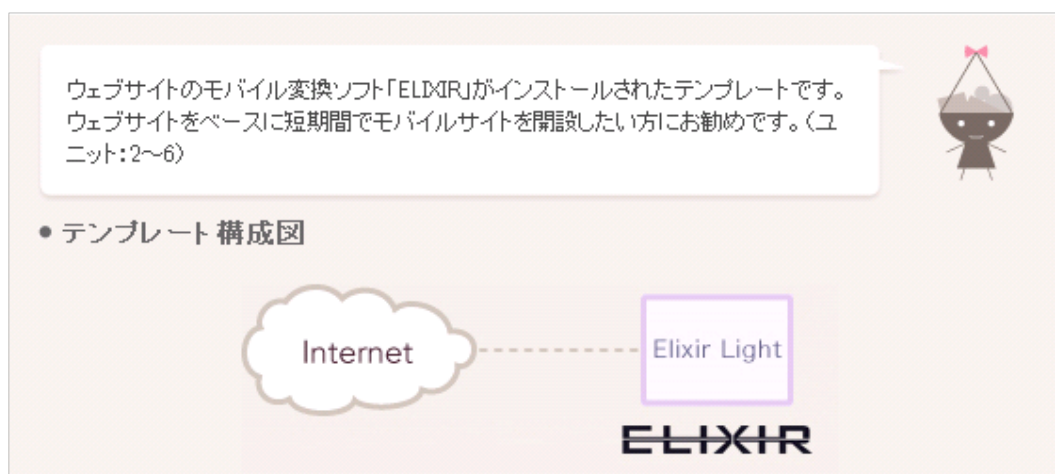 ウェブサイトのモバイル変換ソフト「ELIXIR」がインストールされたテンプレートです。
ウェブサイトをベースに短期間でモバイルサイトを開設したい方にお勧めです。（ユ
ニット：2～6）
• テンプレート構成図
Internet
Elixir Light
ELIXIR